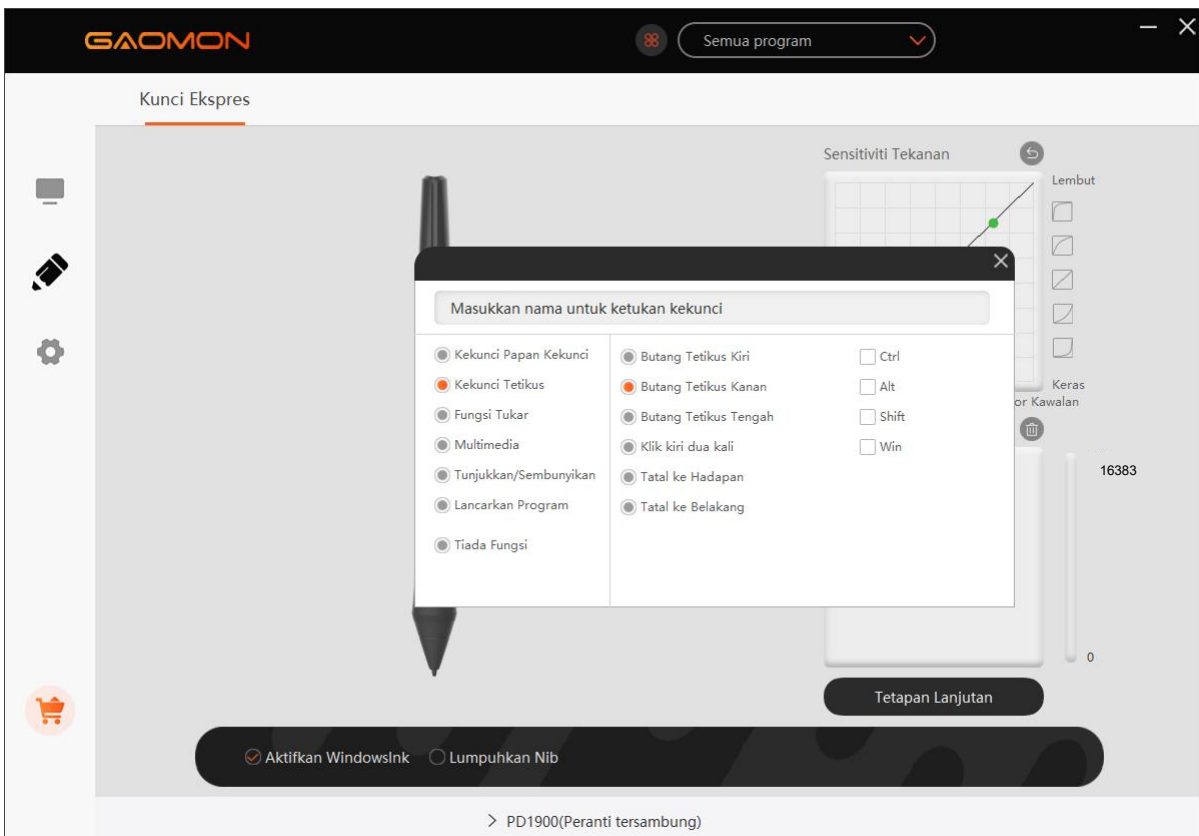 GAOMON
Semua program
Kunci Ekspres
Sensitiviti Tekanan
Lembut
Masukkan nama untuk ketukan kekunci
Kekunci Papan Kekunci
Kekunci Tetikus
Fungsi Tukar
Multimedia
Tunjukkan/Sembunyikan
Lancarkan Program
Tiada Fungsi
Butang Tetikus Kiri
Butang Tetikus Kanan
Butang Tetikus Tengah
Klik kiri dua kali
Tatal ke Hadapan
Tatal ke Belakang
Ctrl
Alt
Shift
Win
Keras
or Kawalan
16383
0
Tetapan Lanjutan
Aktifkan WindowsInk
Lumpuhkan Nib
> PD1900(Peranti tersambung)